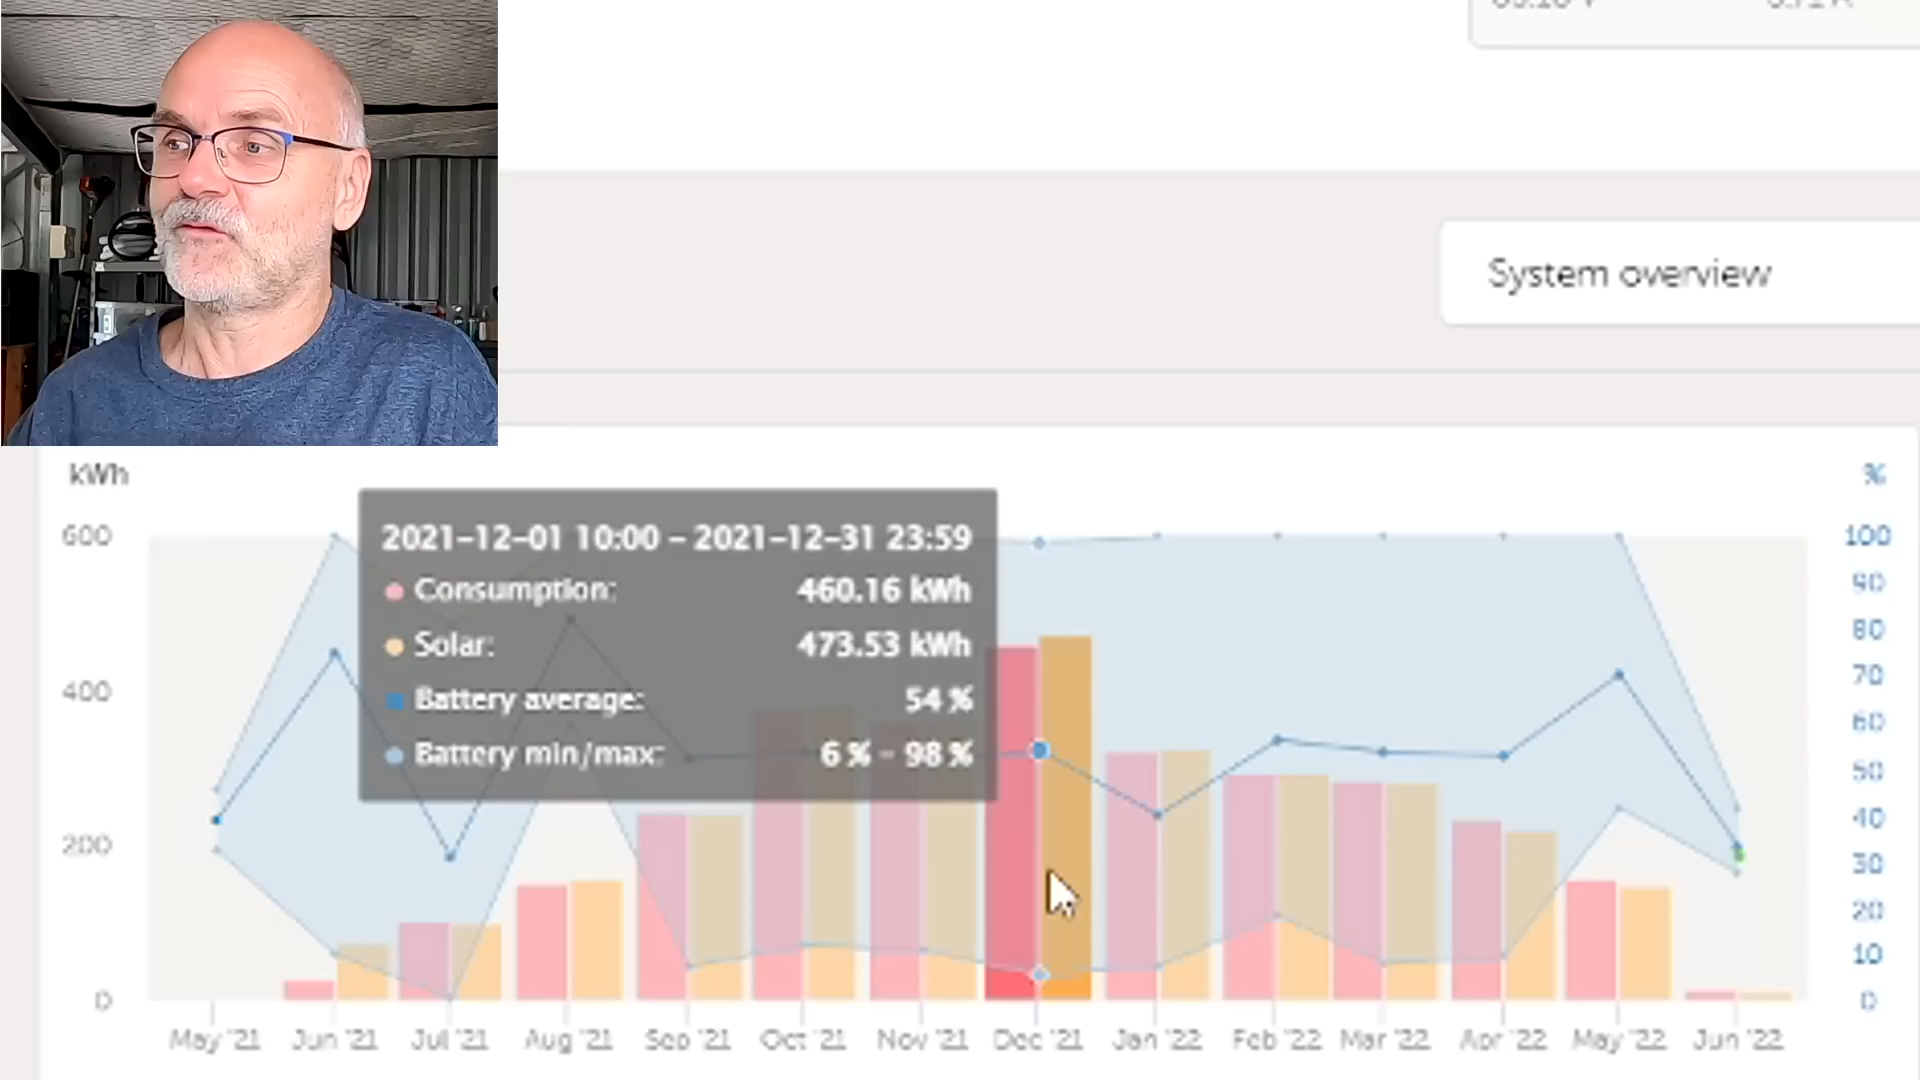 System overview
kWh
%
600
400
200
0
2021-12-01 10:00 - 2021-12-31 23:59
Consumption: 460.16 kWh
Solar: 473.53 kWh
Battery average: 54 %
Battery min/max: 6 % - 98 %
100
90
80
70
60
50
40
30
20
10
0
May '21 Jun '21 Jul '21 Aug '21 Sep '21 Oct '21 Nov '21 Dec '21 Jan '22 Feb '22 Mar '22 Apr '22 May '22 Jun '22